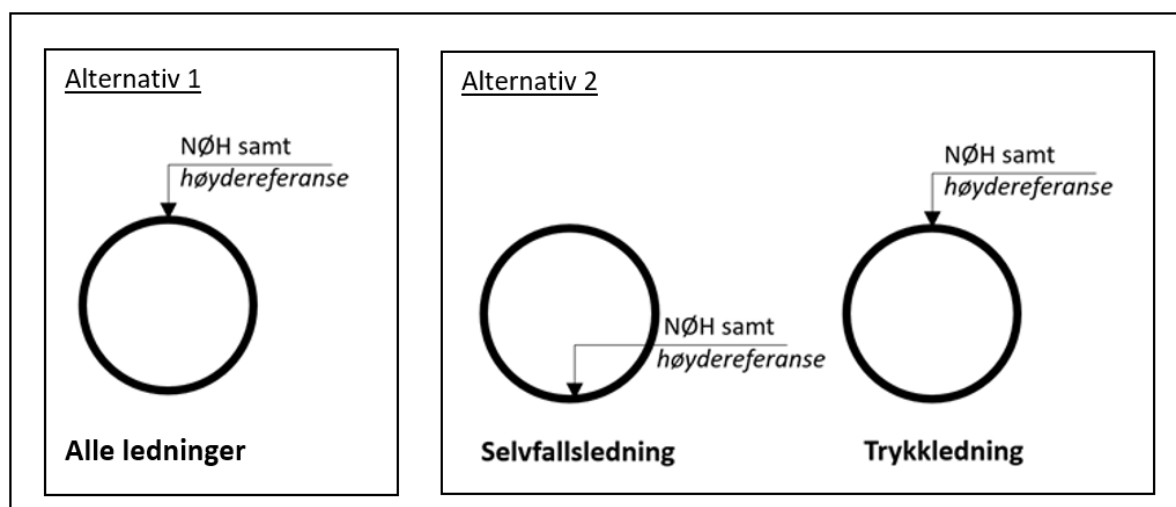 Alternativ 1
NØH samt
høydereferanse
Alle ledninger
Alternativ 2
NØH samt
høydereferanse
Selvfallsledning
NØH samt
høydereferanse
Trykkledning